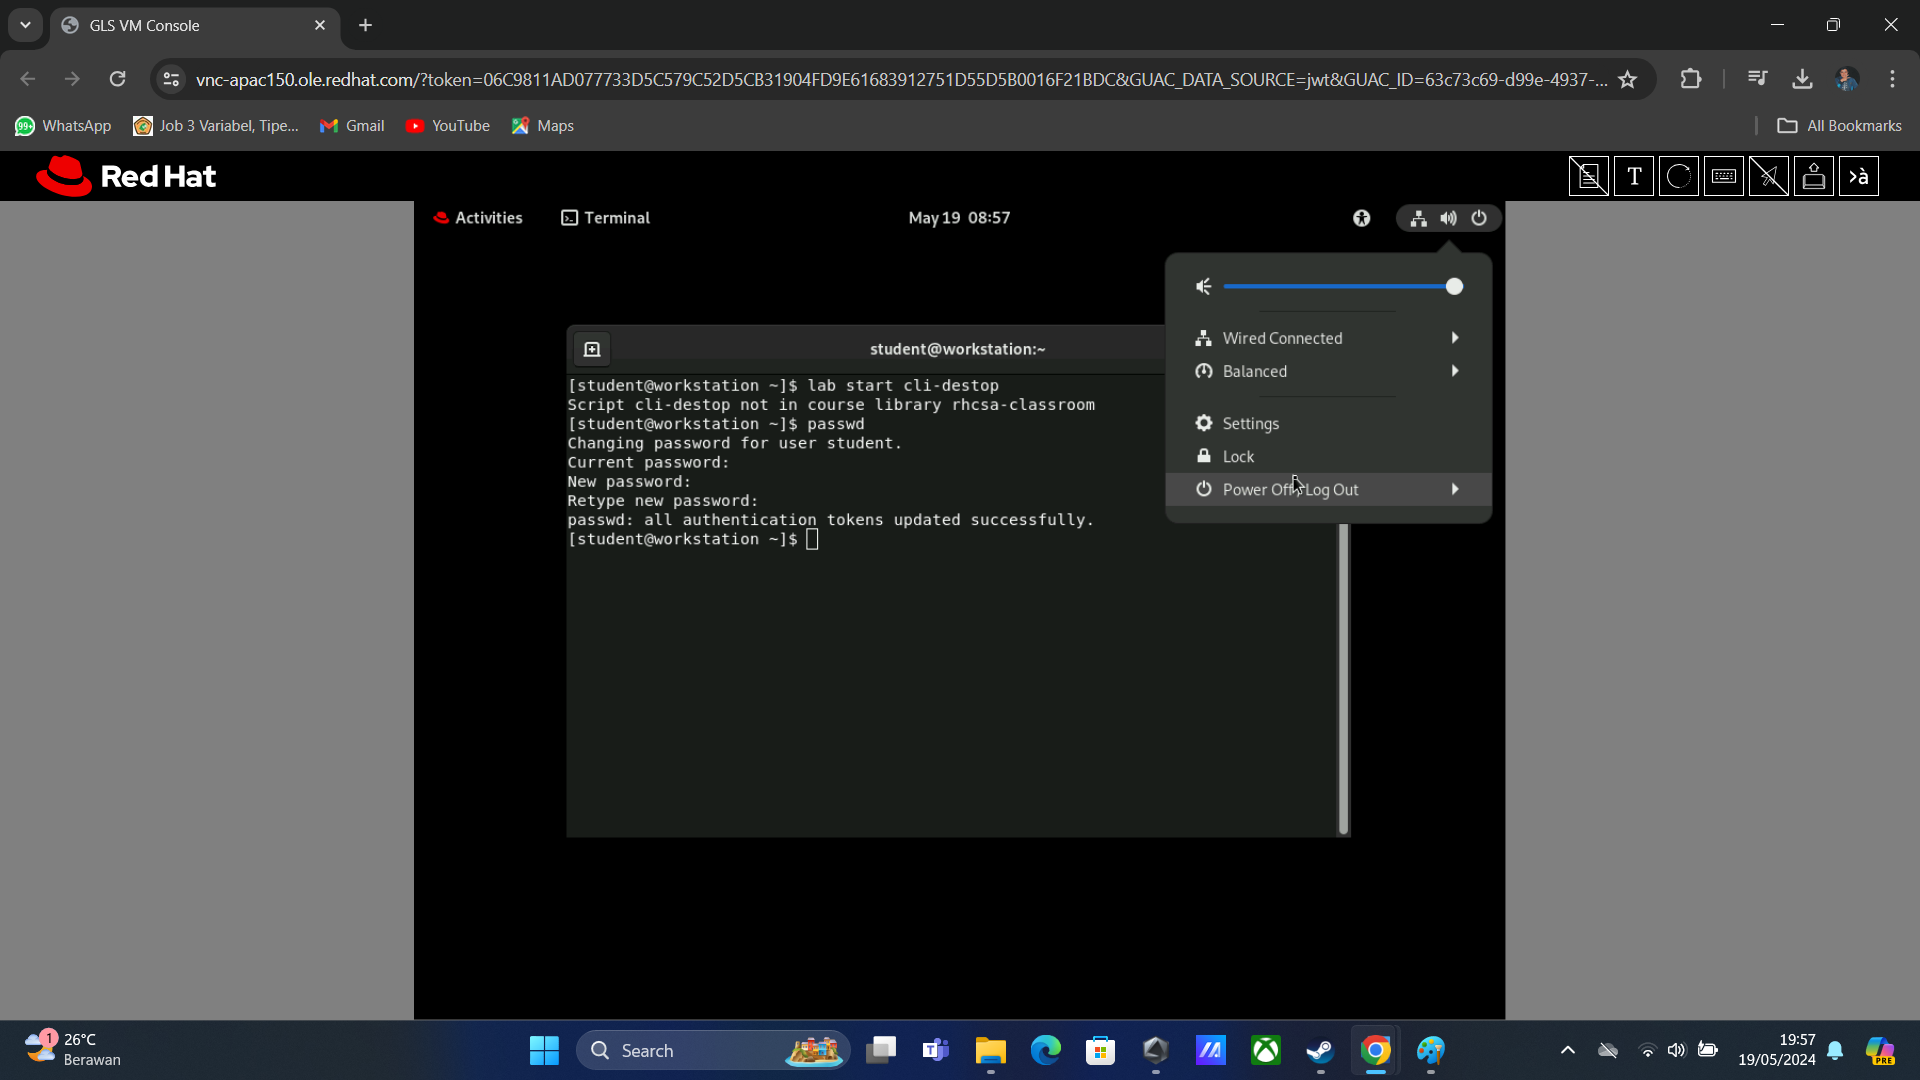 GLS VM Console
vnc-apac150.ole.redhat.com/?token=06C9811AD077733D5C579C52D5CB31904FD9E61683912751D55D5B0016F21BDC&GUAC_DATA_SOURCE=jwt&GUAC_ID=63c73c69-d99e-4937-...
99+ WhatsApp Job 3 Variabel, Tipe... Gmail YouTube Maps All Bookmarks
Red Hat T >à
Activities Terminal May 19 08:57
Wired Connected
Balanced
Settings
Lock
Power Off / Log Out
student@workstation:~
[student@workstation ~]$ lab start cli-destop
Script cli-destop not in course library rhcsa-classroom
[student@workstation ~]$ passwd
Changing password for user student.
Current password:
New password:
Retype new password:
passwd: all authentication tokens updated successfully.
[student@workstation ~]$
1 26°C
Berawan
Search
19:57
19/05/2024
PRE